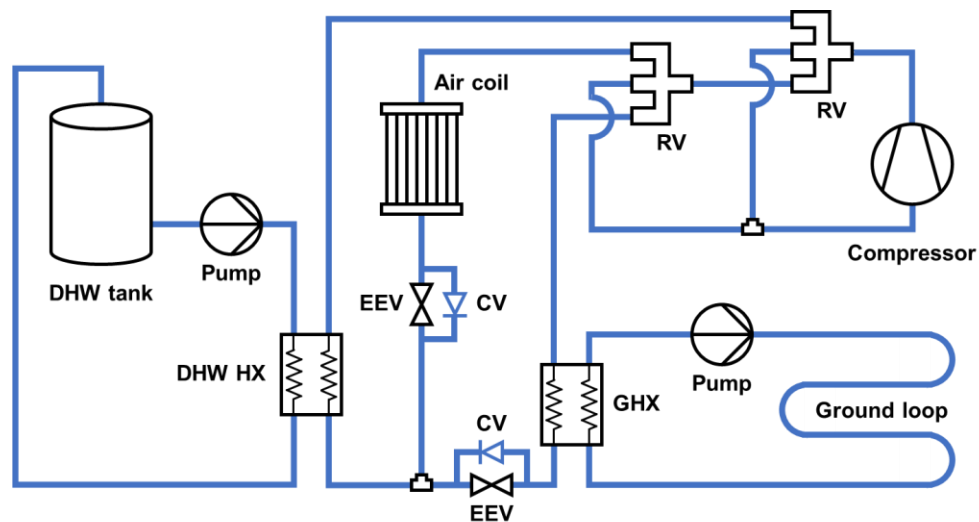 Air coil
RV
RV
Pump
Compressor
DHW tank
EEV
CV
DHW HX
Pump
GHX
Ground loop
CV
EEV